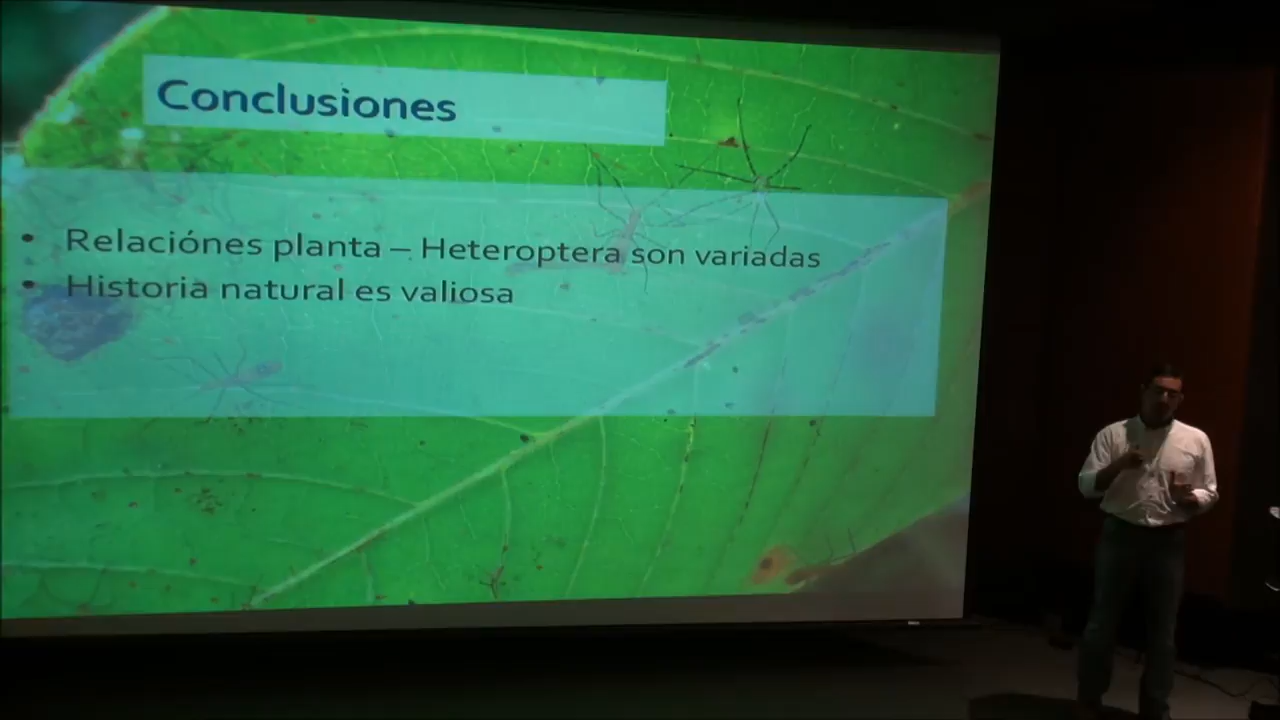 Conclusiones
• Relaciónes planta – Heteroptera son variadas
• Historia natural es valiosa